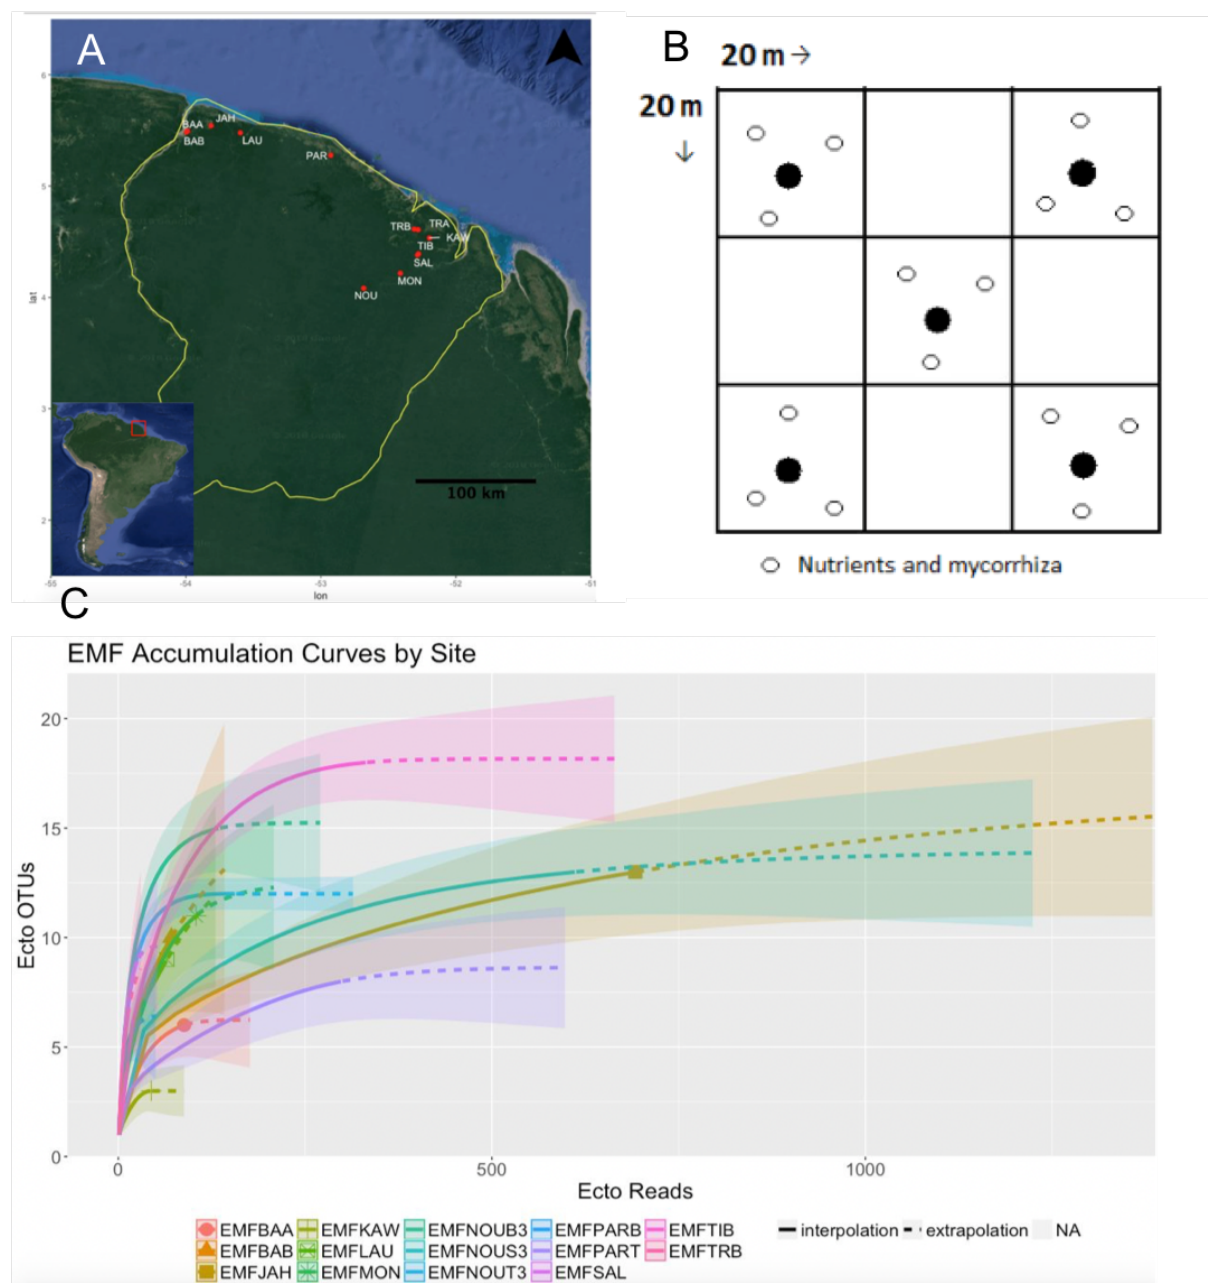 A
6
5
4
3
2
lat
BAA
JAH
BAB
LAU
PAR
TRB
TRA
KAW
TIB
SAL
MON
NOU
100 km
-55
-54
-53
-52
-51
lon
B
20 m →
20 m
↓
Nutrients and mycorrhiza
C
EMF Accumulation Curves by Site
20
15
10
5
0
Ecto OTUs
0 500 1000
Ecto Reads
EMFBAA EMFKAW EMFNOUB3 EMFPARB EMFTIB interpolation extrapolation NA
EMFBAB EMFLAU EMFNOUS3 EMFPART EMFTRB
EMFJAH EMFMON EMFNOUT3 EMFSAL